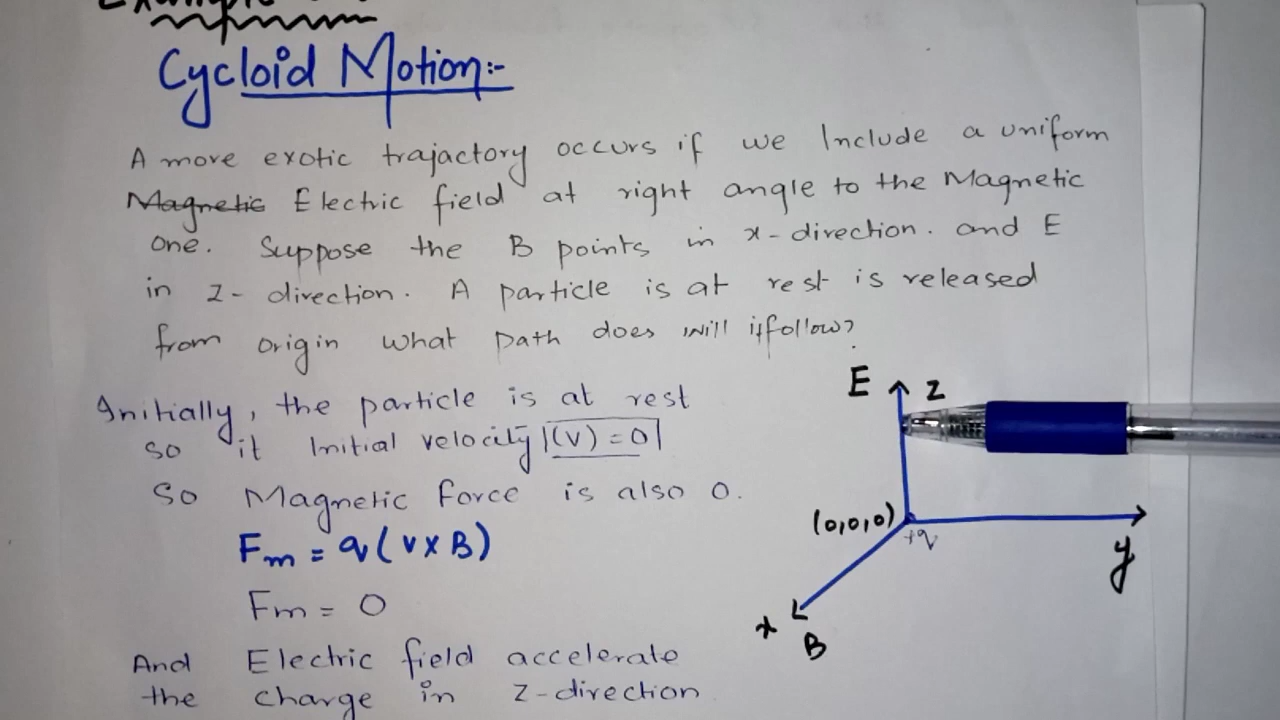 Cycloid Motion:-
A more exotic trajactory occurs if we Include a uniform
Magnetic Electric field at right angle to the Magnetic
one. Suppose the B points in x-direction. and E
in z-direction. A particle is at rest is released
from origin what path does will it follow?
Initially, the particle is at rest
so it Initial velocity |(v)=0|
So Magnetic force is also 0.
Fm = q(v×B)
Fm = 0
And Electric field accelerate
the charge in z-direction
E z
(0,0,0)
+q
y
x
B